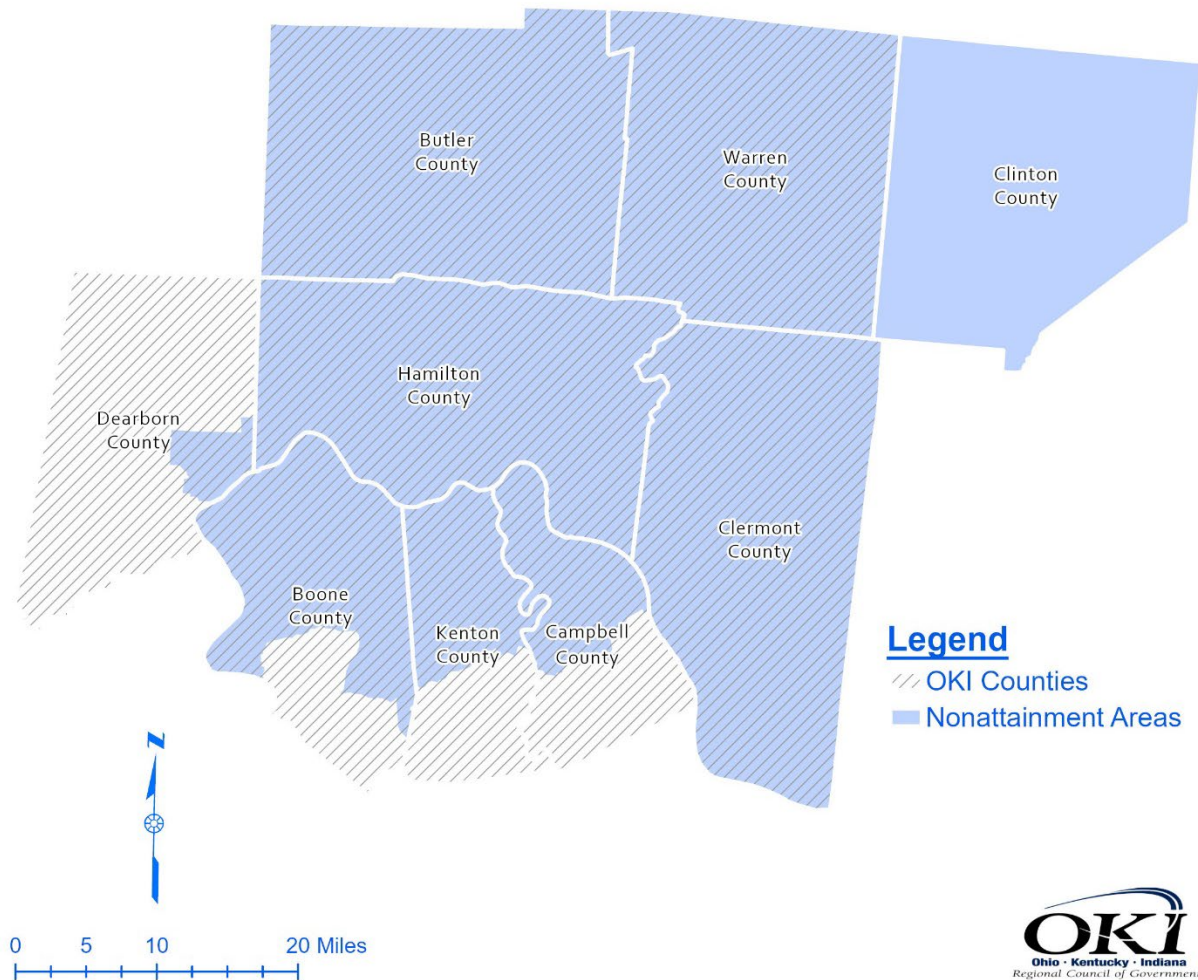 Butler
County
Warren
County
Clinton
County
Hamilton
County
Dearborn
County
Clermont
County
Boone
County
Kenton
County
Campbell
County
Legend
OKI Counties
Nonattainment Areas
N
0 5 10 20 Miles
OKI
Ohio · Kentucky · Indiana
Regional Council of Governments